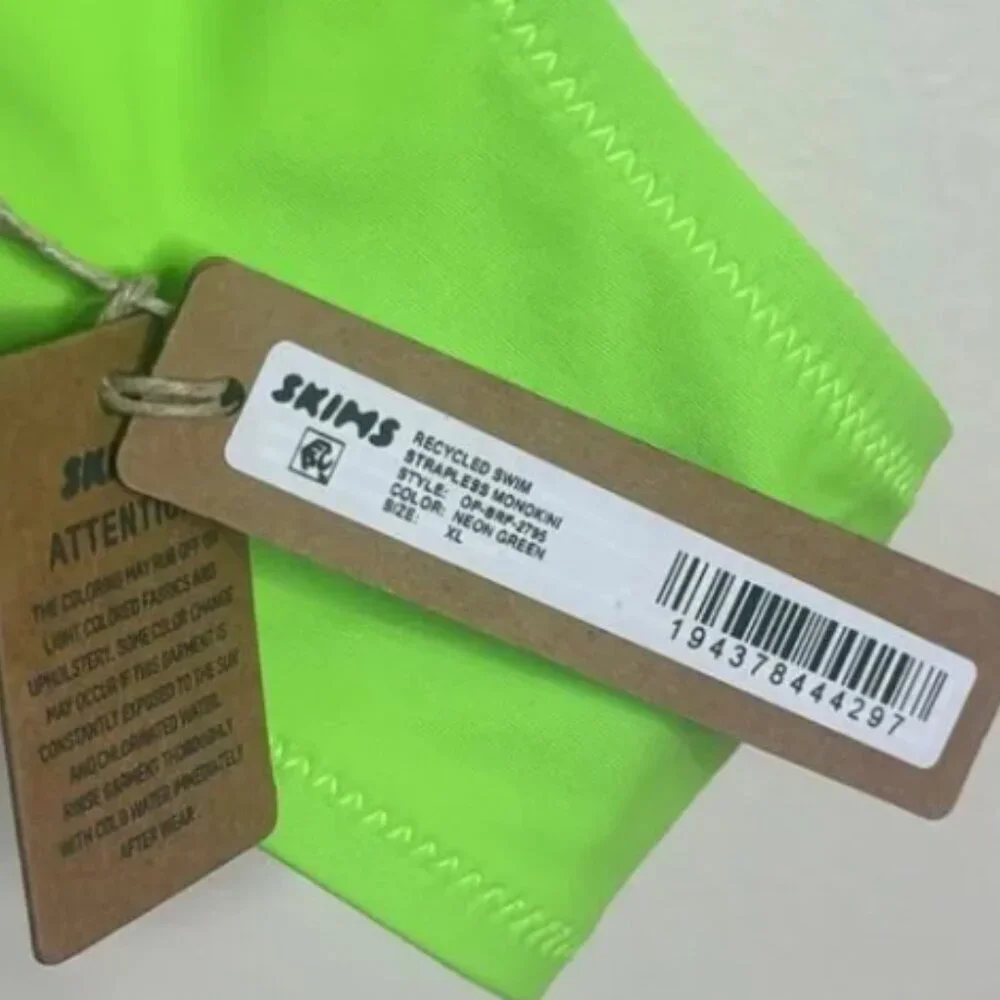 SKIMS
RECYCLED SWIM
STRAPLESS MONOKINI
STYLE: OP-BRF-2795
COLOR: NEON GREEN
SIZE: XL
194378444297
SK
ATTENTIO
THE COLORING MAY RUB OFF ON
LIGHT COLORED FABRICS AND
UPHOLSTERY. SOME COLOR CHANGE
MAY OCCUR IF THIS GARMENT IS
CONSTANTLY EXPOSED TO THE SUN
AND CHLORINATED WATER.
RINSE GARMENT THOROUGHLY
WITH COLD WATER IMMEDIATELY
AFTER WEAR.